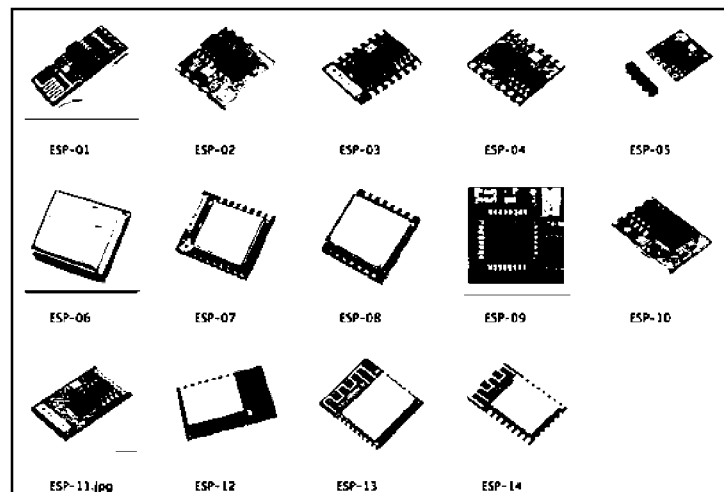 ESP-01
ESP-02
ESP-03
ESP-04
ESP-05
ESP-06
ESP-07
ESP-08
ESP-09
ESP-10
ESP-11.jpg
ESP-12
ESP-13
ESP-14